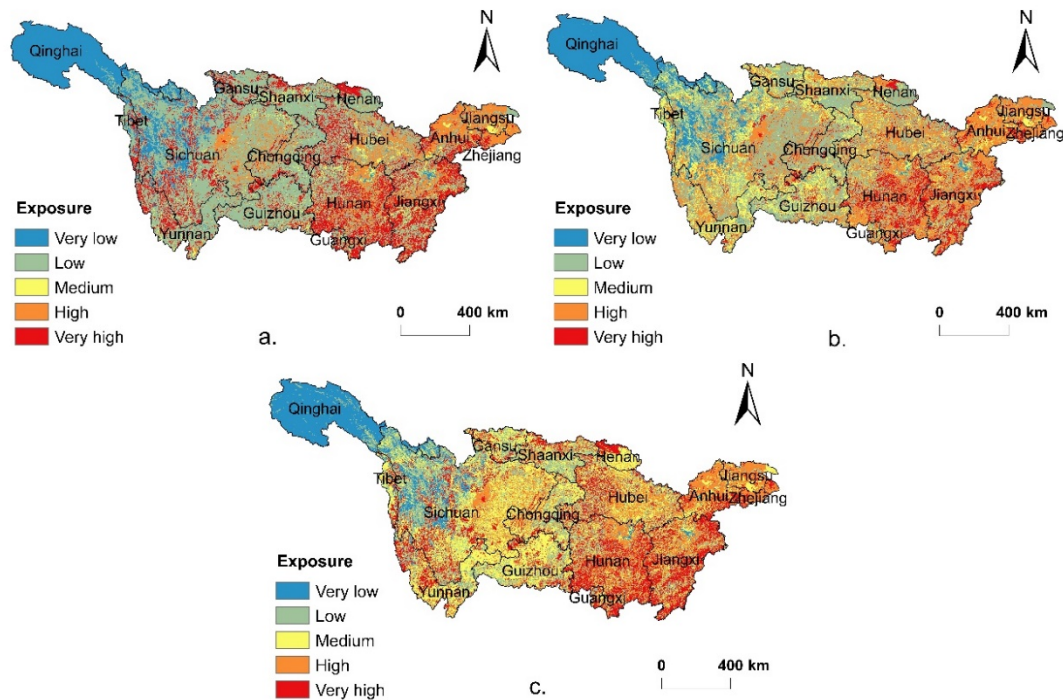 N
Qinghai
Gansu
Shaanxi
Henan
Tibet
Jiangsu
Hubei
Anhui
Sichuan
Chongqing
Zhejiang
Guizhou
Hunan
Jiangxi
Yunnan
Guangxi
Exposure
Very low
Low
Medium
High
Very high
0 400 km
a.
N
Qinghai
Gansu
Shaanxi
Henan
Tibet
Jiangsu
Hubei
Anhui
Sichuan
Chongqing
Zhejiang
Guizhou
Hunan
Jiangxi
Yunnan
Guangxi
Exposure
Very low
Low
Medium
High
Very high
0 400 km
b.
N
Qinghai
Gansu
Shaanxi
Henan
Tibet
Jiangsu
Hubei
Anhui
Zhejiang
Sichuan
Chongqing
Guizhou
Hunan
Jiangxi
Yunnan
Guangxi
Exposure
Very low
Low
Medium
High
Very high
0 400 km
c.